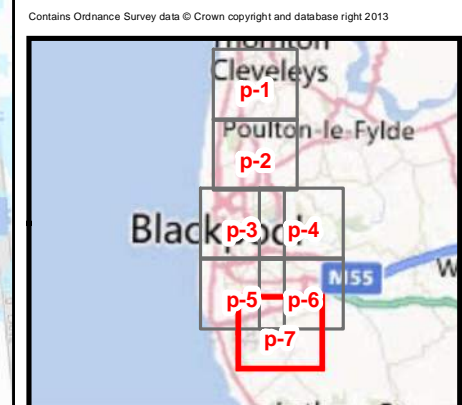 Contains Ordnance Survey data © Crown copyright and database right 2013
Thornton
Cleveleys
p-1
Poulton-le-Fylde
p-2
Blackpool
p-3
p-4
M55
W
p-5
p-6
p-7